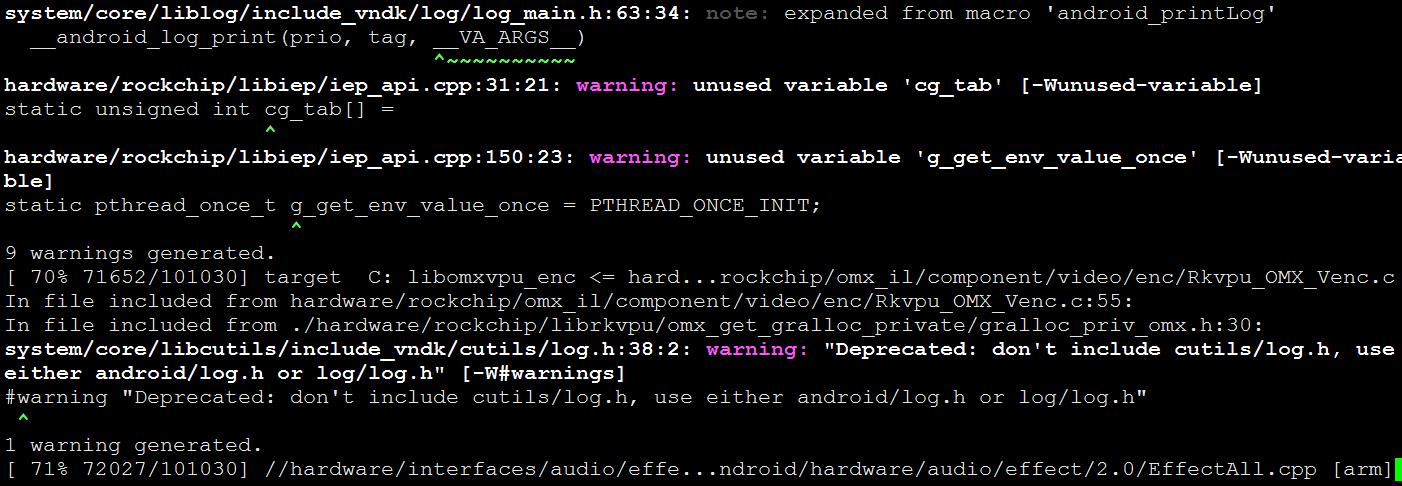 system/core/liblog/include_vndk/log/log_main.h:63:34: note: expanded from macro 'android_printLog'
  __android_log_print(prio, tag, __VA_ARGS__)
                                 ^~~~~~~~~~~
hardware/rockchip/libiep/iep_api.cpp:31:21: warning: unused variable 'cg_tab' [-Wunused-variable]
static unsigned int cg_tab[] =
                    ^
hardware/rockchip/libiep/iep_api.cpp:150:23: warning: unused variable 'g_get_env_value_once' [-Wunused-varia
ble]
static pthread_once_t g_get_env_value_once = PTHREAD_ONCE_INIT;
                      ^
9 warnings generated.
[ 70% 71652/101030] target  C: libomxvpu_enc <= hard...rockchip/omx_il/component/video/enc/Rkvpu_OMX_Venc.c
In file included from hardware/rockchip/omx_il/component/video/enc/Rkvpu_OMX_Venc.c:55:
In file included from ./hardware/rockchip/librkvpu/omx_get_gralloc_private/gralloc_priv_omx.h:30:
system/core/libcutils/include_vndk/cutils/log.h:38:2: warning: "Deprecated: don't include cutils/log.h, use
either android/log.h or log/log.h" [-W#warnings]
#warning "Deprecated: don't include cutils/log.h, use either android/log.h or log/log.h"
 ^
1 warning generated.
[ 71% 72027/101030] //hardware/interfaces/audio/effe...ndroid/hardware/audio/effect/2.0/EffectAll.cpp [arm]